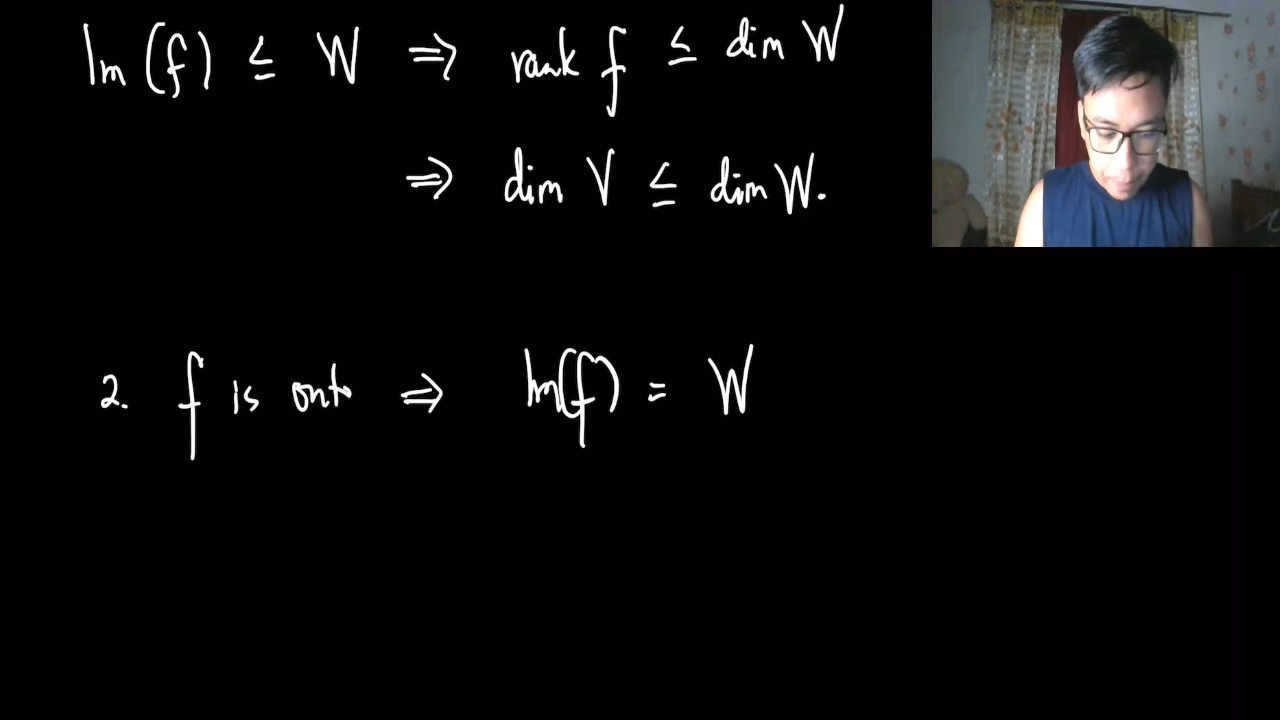 Im (f) ≤ W ⇒ rank f ≤ dim W
⇒ dim V ≤ dim W.
2. f is onto ⇒ Im(f) = W